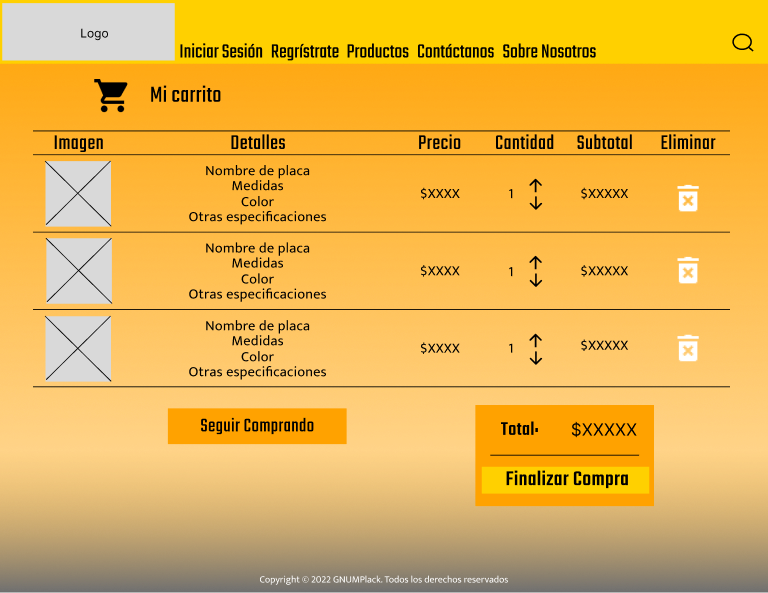 Logo
Iniciar Sesión Regrístrate Productos Contáctanos Sobre Nosotros
Mi carrito
Imagen Detalles Precio Cantidad Subtotal Eliminar
Nombre de placa
Medidas
Color
Otras especificaciones
$XXXX 1 $XXXXX
Nombre de placa
Medidas
Color
Otras especificaciones
$XXXX 1 $XXXXX
Nombre de placa
Medidas
Color
Otras especificaciones
$XXXX 1 $XXXXX
Seguir Comprando
Total: $XXXXX
Finalizar Compra
Copyright © 2022 GNUMPlack. Todos los derechos reservados